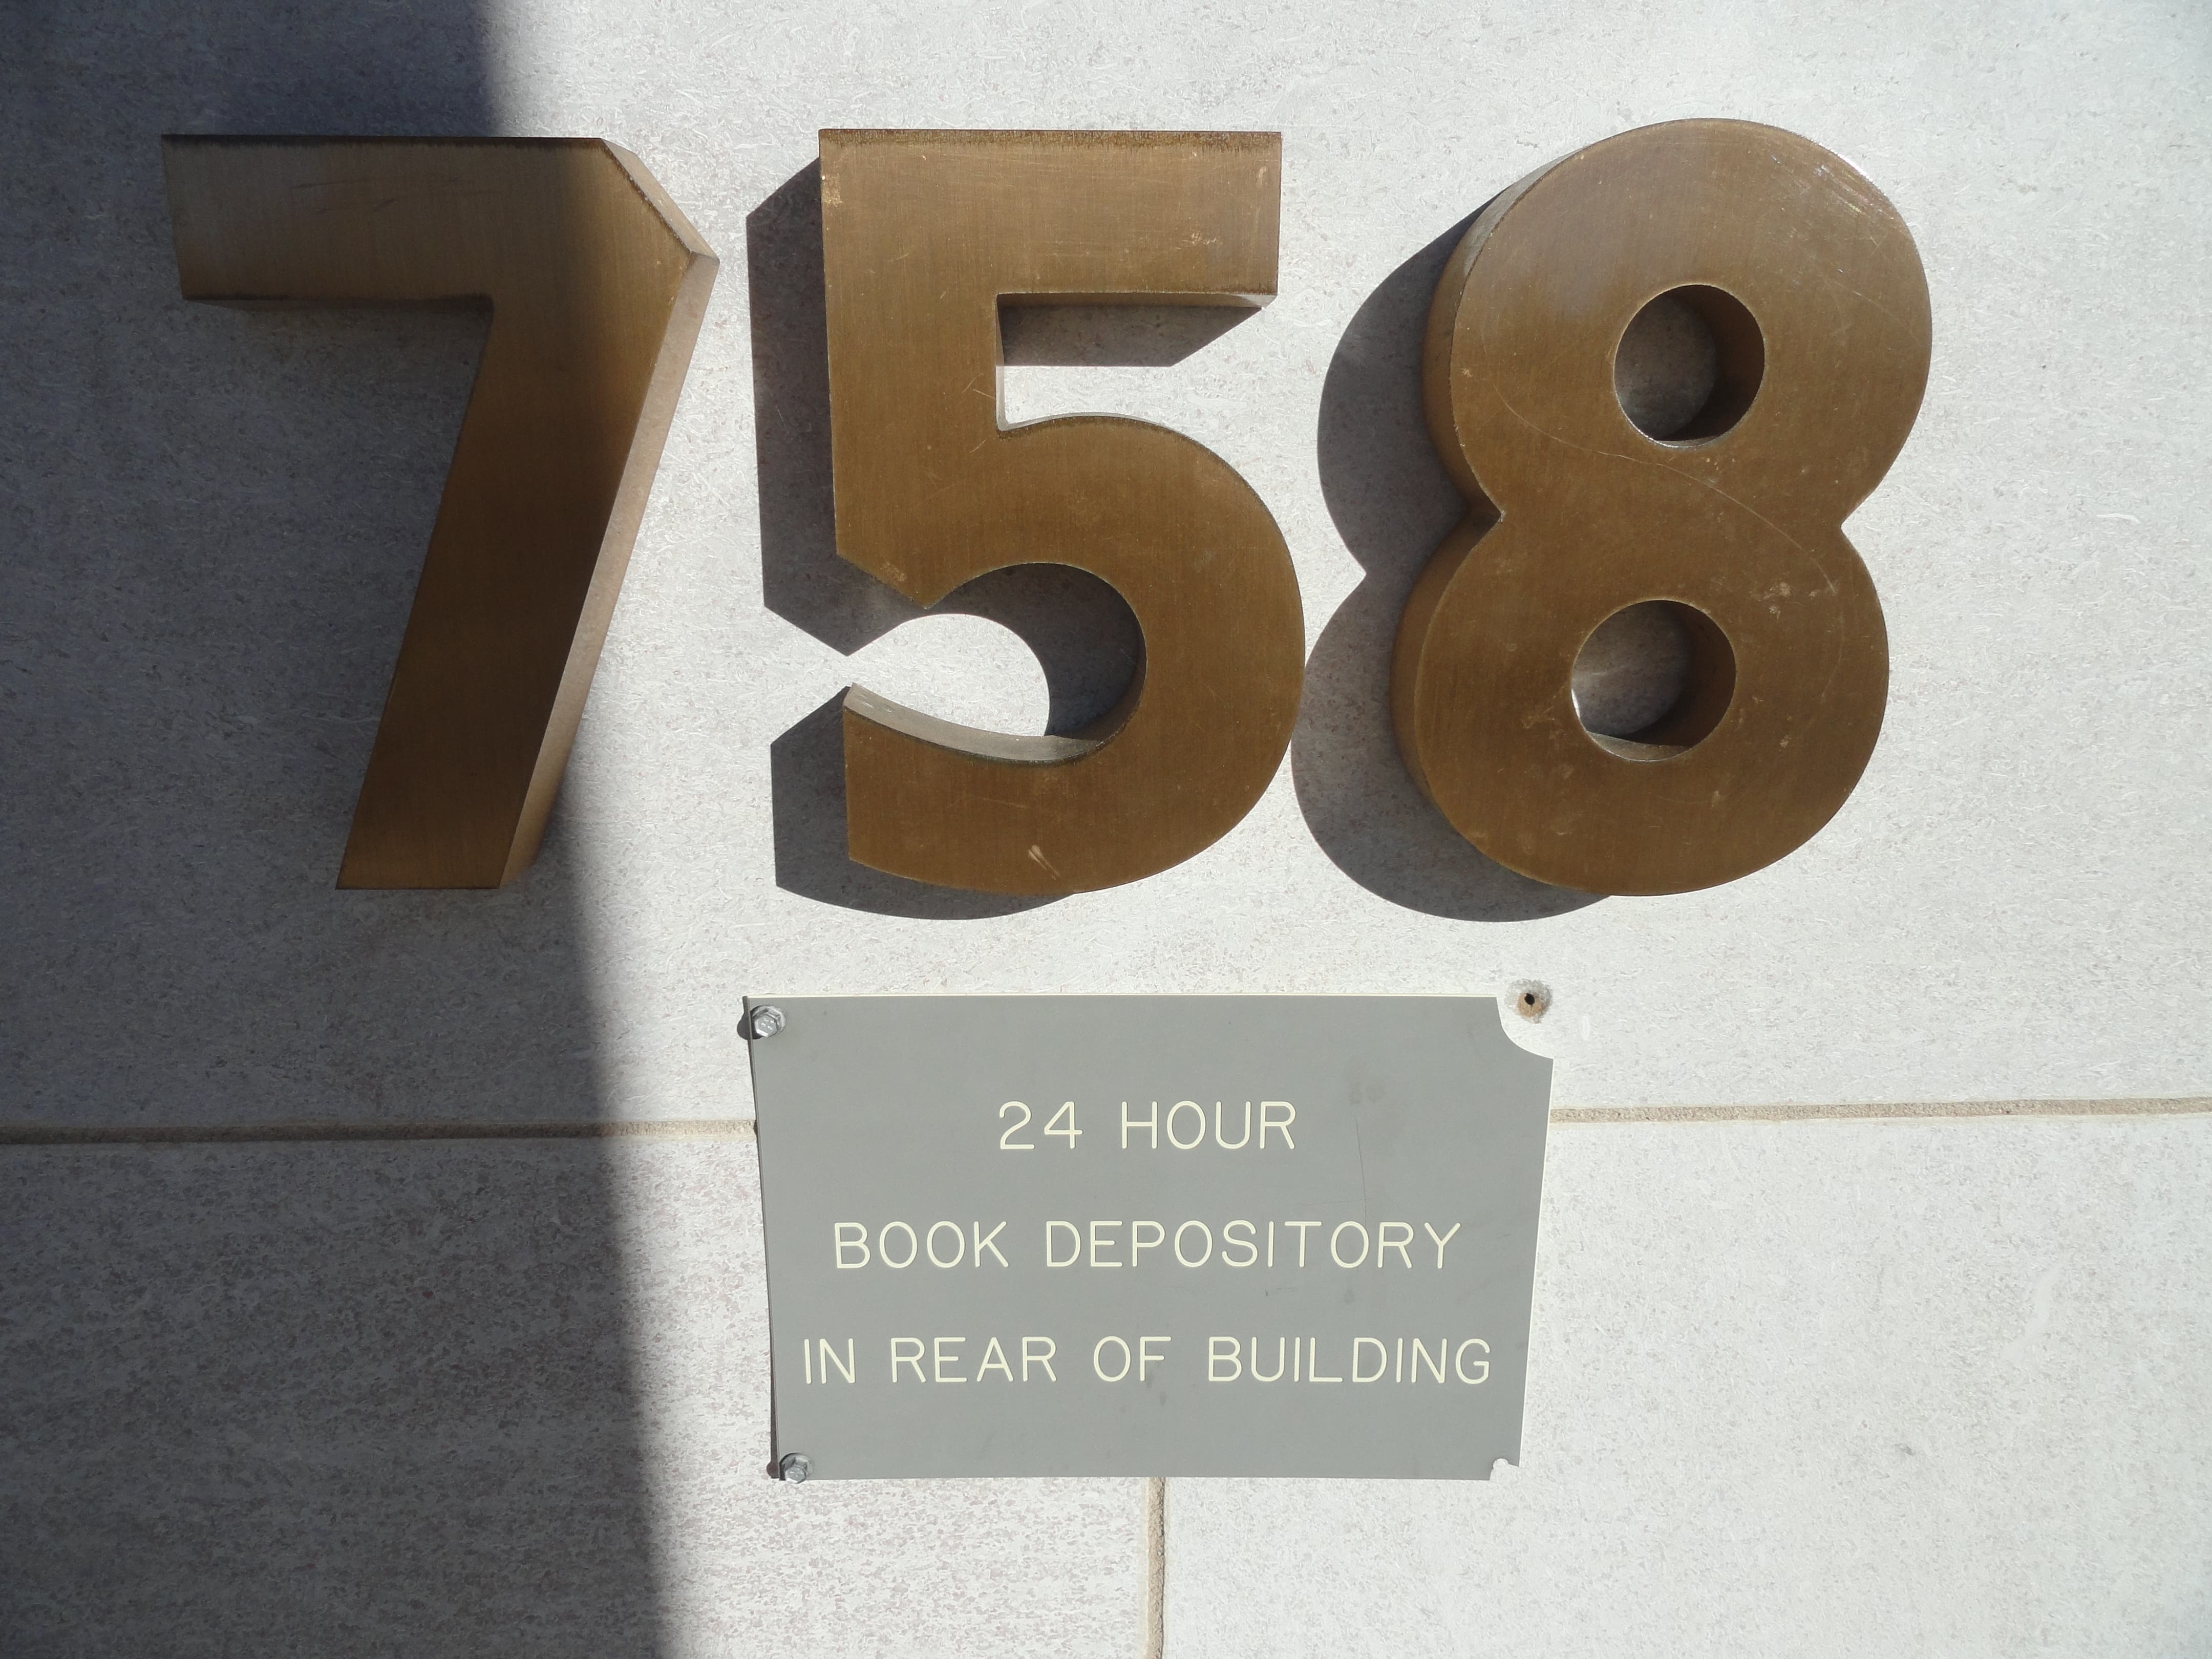 758
24 HOUR
BOOK DEPOSITORY
IN REAR OF BUILDING